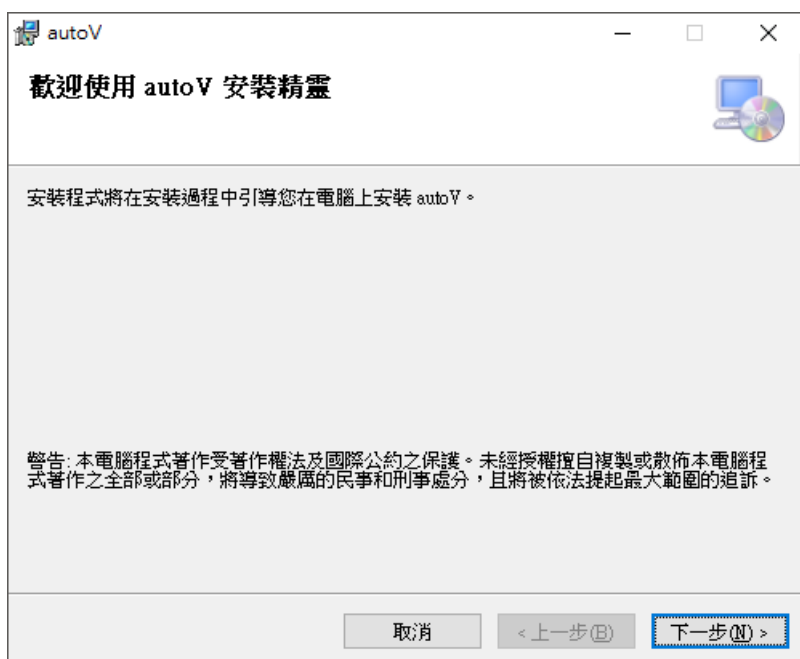 autoV
歡迎使用 autoV 安裝精靈
安裝程式將在安裝過程中引導您在電腦上安裝 autoV。
警告: 本電腦程式著作受著作權法及國際公約之保護。未經授權擅自複製或散佈本電腦程
式著作之全部或部分，將導致嚴厲的民事和刑事處分，且將被依法提起最大範圍的追訴。
取消
< 上一步(B)
下一步(N) >